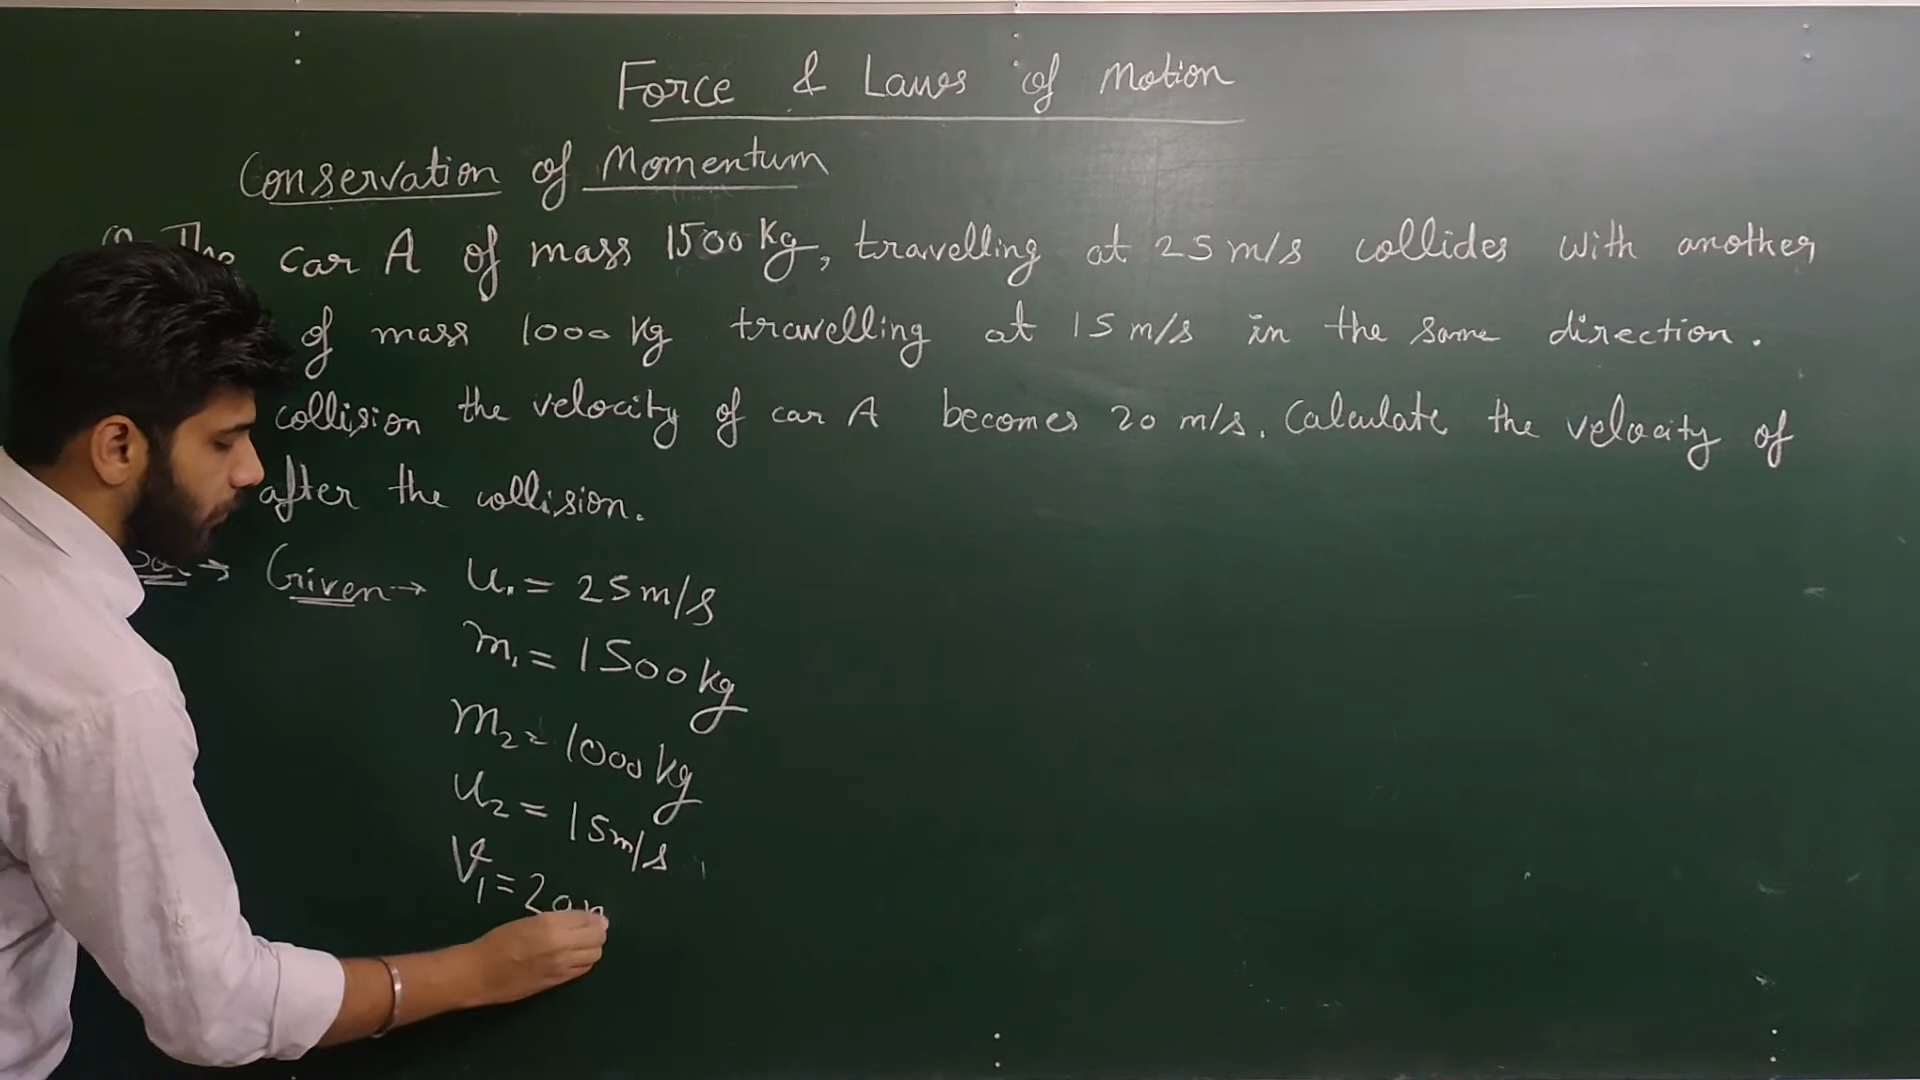 Force & Laws of Motion
Conservation of Momentum
car A of mass 1500 Kg, travelling at 25 m/s collides with another
of mass 1000 Kg travelling at 15 m/s in the same direction.
collision the velocity of car A becomes 20 m/s. Calculate the velocity of
after the collision.
Given → u₁ = 25 m/s
m₁ = 1500 kg
m₂ = 1000 kg
u₂ = 15 m/s
V₁ = 20